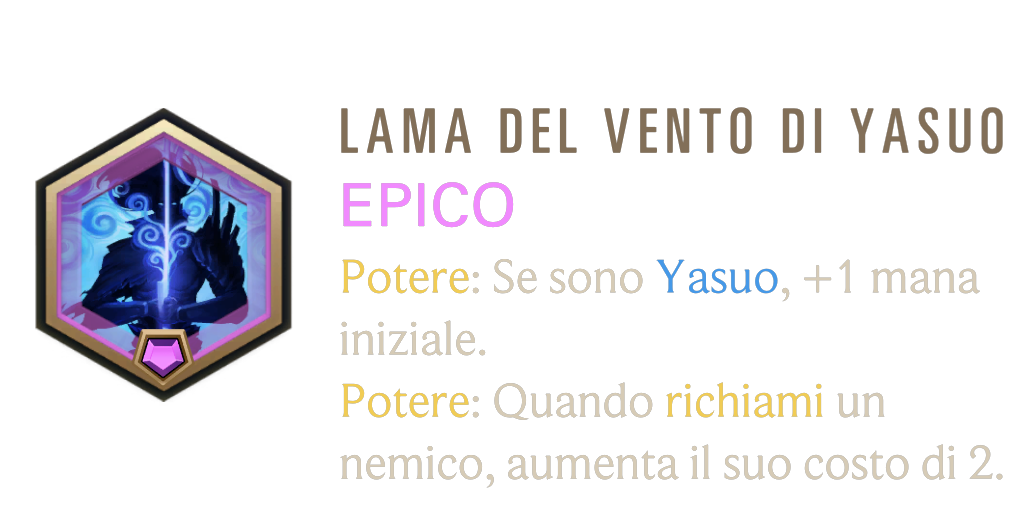 LAMA DEL VENTO DI YASUO
EPICO
Potere: Se sono Yasuo, +1 mana
iniziale.
Potere: Quando richiami un
nemico, aumenta il suo costo di 2.